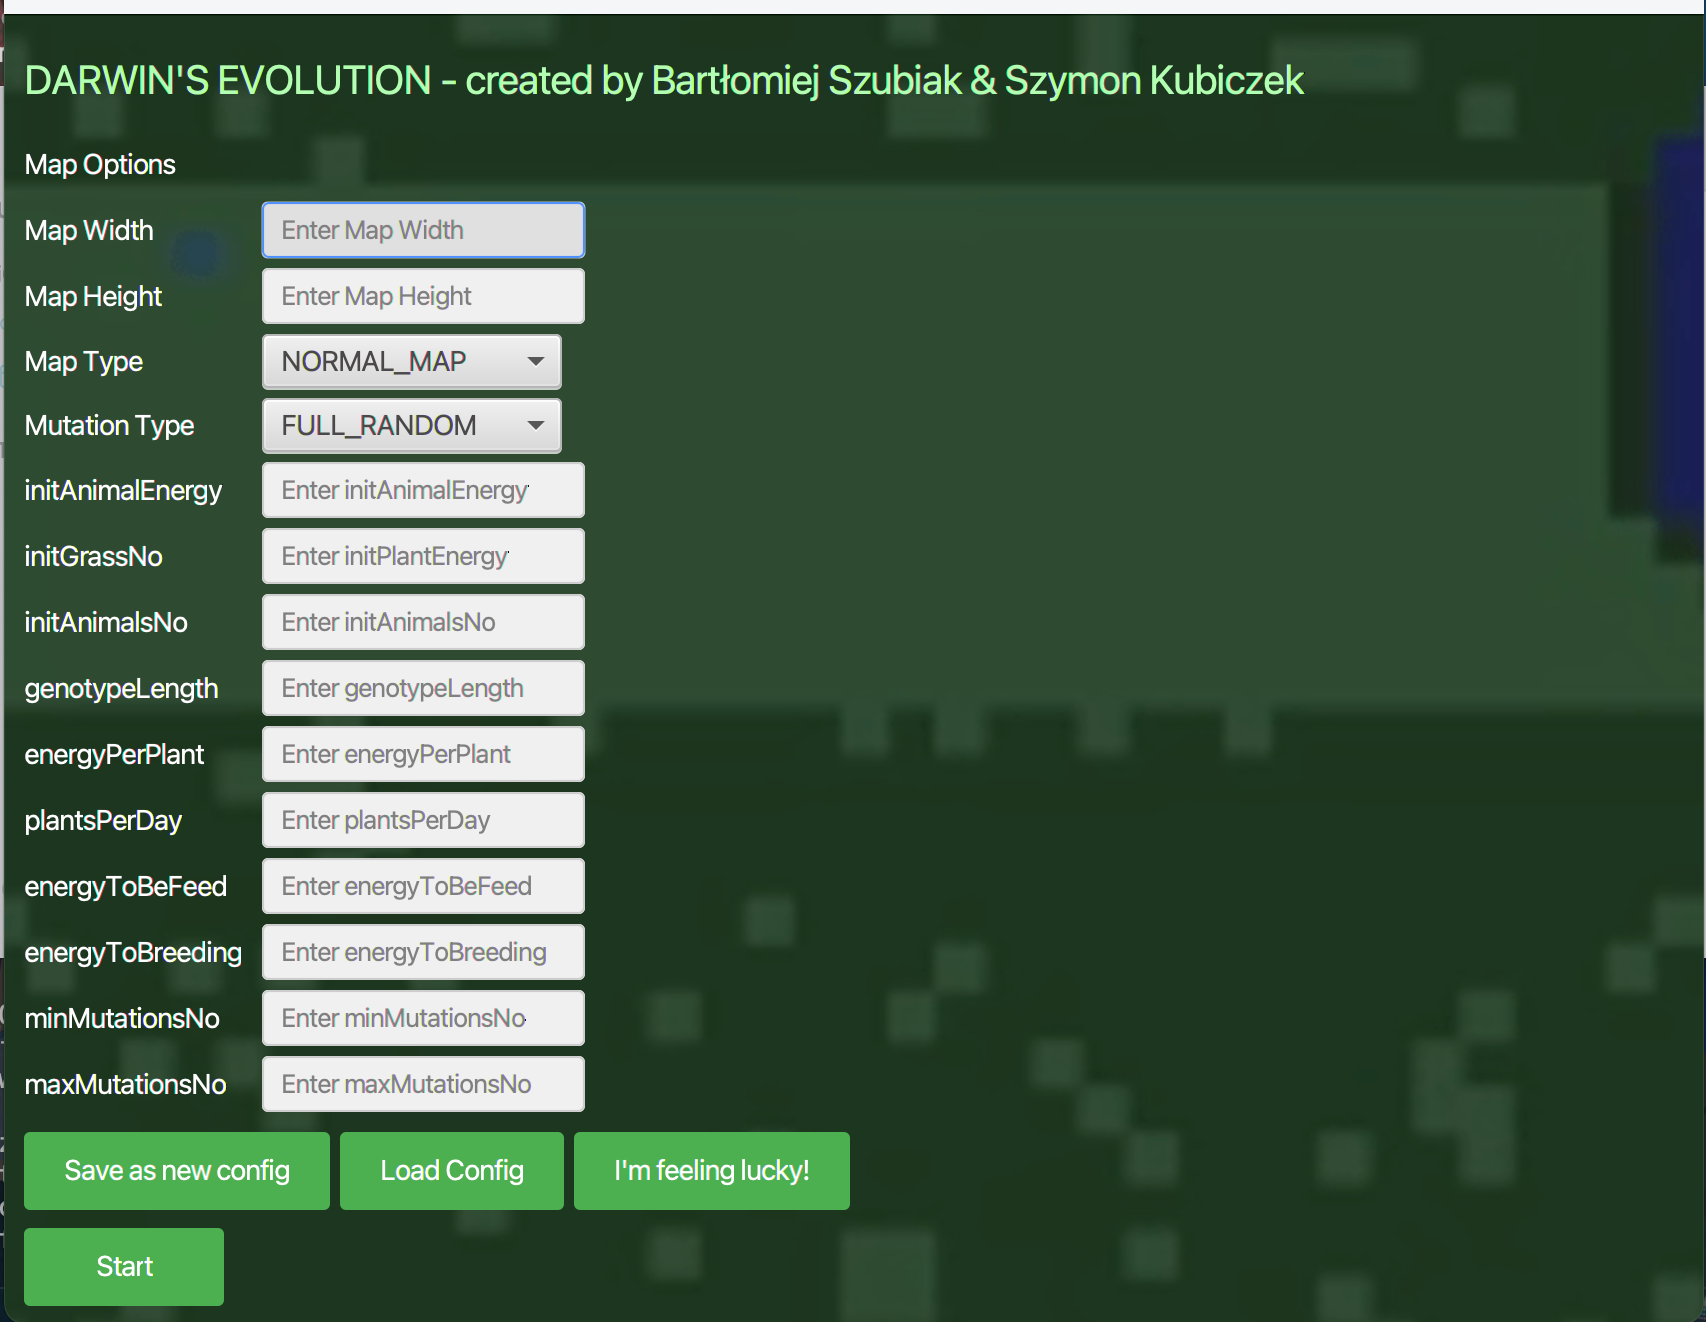 DARWIN'S EVOLUTION - created by Bartłomiej Szubiak & Szymon Kubiczek
Map Options
Map Width Enter Map Width
Map Height Enter Map Height
Map Type NORMAL_MAP
Mutation Type FULL_RANDOM
initAnimalEnergy Enter initAnimalEnergy
initGrassNo Enter initPlantEnergy
initAnimalsNo Enter initAnimalsNo
genotypeLength Enter genotypeLength
energyPerPlant Enter energyPerPlant
plantsPerDay Enter plantsPerDay
energyToBeFeed Enter energyToBeFeed
energyToBreeding Enter energyToBreeding
minMutationsNo Enter minMutationsNo
maxMutationsNo Enter maxMutationsNo
Save as new config Load Config I'm feeling lucky!
Start